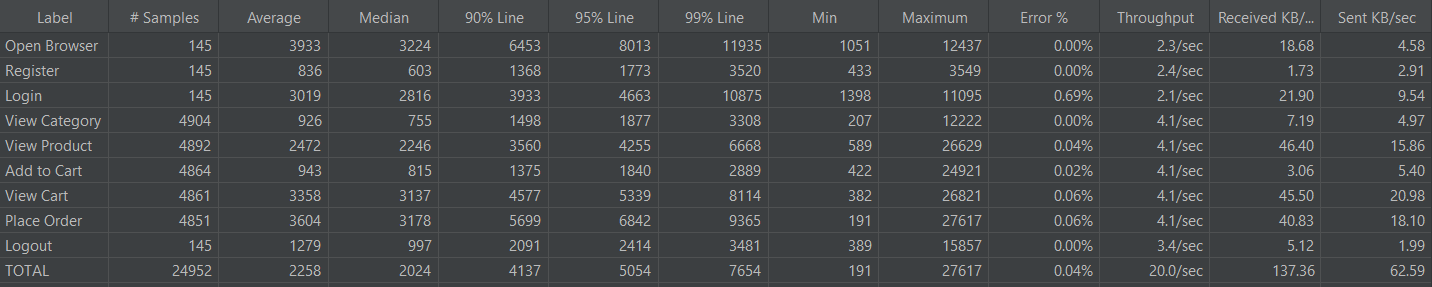 Label # Samples Average Median 90% Line 95% Line 99% Line Min Maximum Error % Throughput Received KB/... Sent KB/sec
Open Browser 145 3933 3224 6453 8013 11935 1051 12437 0.00% 2.3/sec 18.68 4.58
Register 145 836 603 1368 1773 3520 433 3549 0.00% 2.4/sec 1.73 2.91
Login 145 3019 2816 3933 4663 10875 1398 11095 0.69% 2.1/sec 21.90 9.54
View Category 4904 926 755 1498 1877 3308 207 12222 0.00% 4.1/sec 7.19 4.97
View Product 4892 2472 2246 3560 4255 6668 589 26629 0.04% 4.1/sec 46.40 15.86
Add to Cart 4864 943 815 1375 1840 2889 422 24921 0.02% 4.1/sec 3.06 5.40
View Cart 4861 3358 3137 4577 5339 8114 382 26821 0.06% 4.1/sec 45.50 20.98
Place Order 4851 3604 3178 5699 6842 9365 191 27617 0.06% 4.1/sec 40.83 18.10
Logout 145 1279 997 2091 2414 3481 389 15857 0.00% 3.4/sec 5.12 1.99
TOTAL 24952 2258 2024 4137 5054 7654 191 27617 0.04% 20.0/sec 137.36 62.59